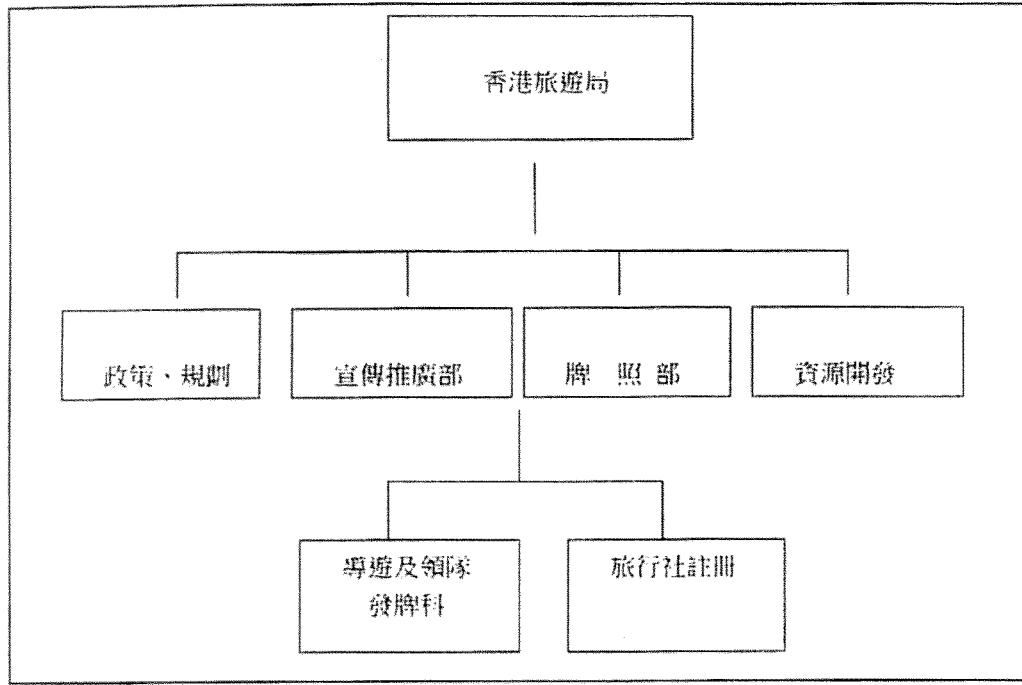 香港旅遊局
政策、規劃
宣傳推廣部
牌 照 部
資源開發
導遊及領隊
發牌科
旅行社註冊